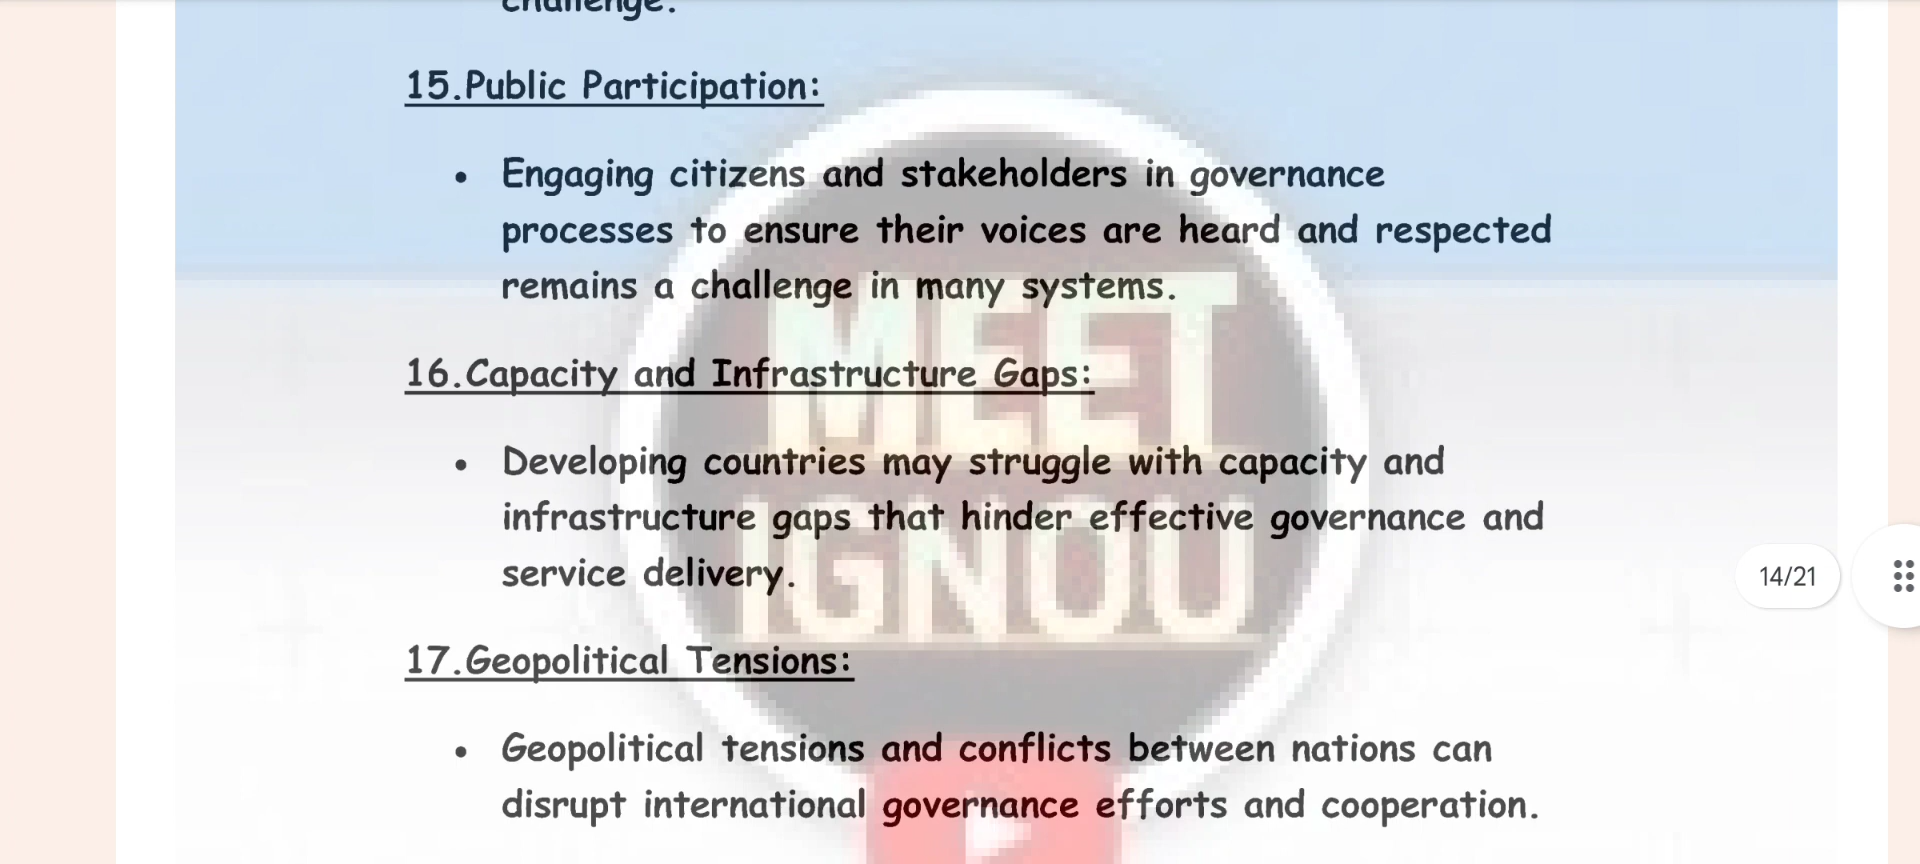 challenge.
15.Public Participation:
• Engaging citizens and stakeholders in governance
processes to ensure their voices are heard and respected
remains a challenge in many systems.
16.Capacity and Infrastructure Gaps:
• Developing countries may struggle with capacity and
infrastructure gaps that hinder effective governance and
service delivery.
17.Geopolitical Tensions:
• Geopolitical tensions and conflicts between nations can
disrupt international governance efforts and cooperation.
MEET
IGNOU
14/21